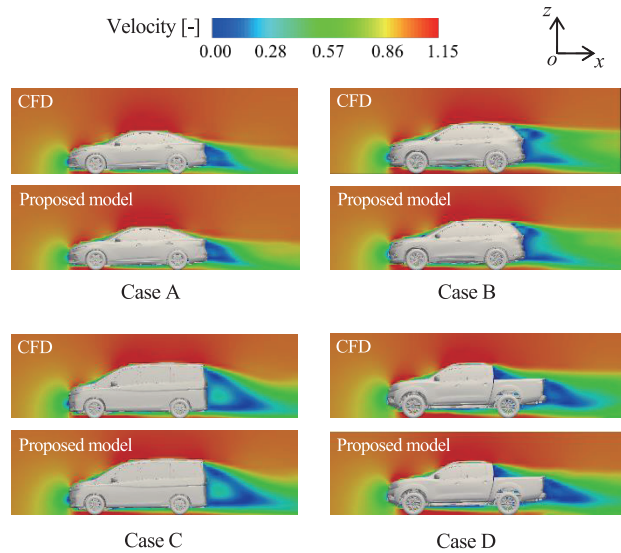 Velocity [-]
0.00 0.28 0.57 0.86 1.15
z
o x
CFD
Proposed model
Case A
CFD
Proposed model
Case B
CFD
Proposed model
Case C
CFD
Proposed model
Case D